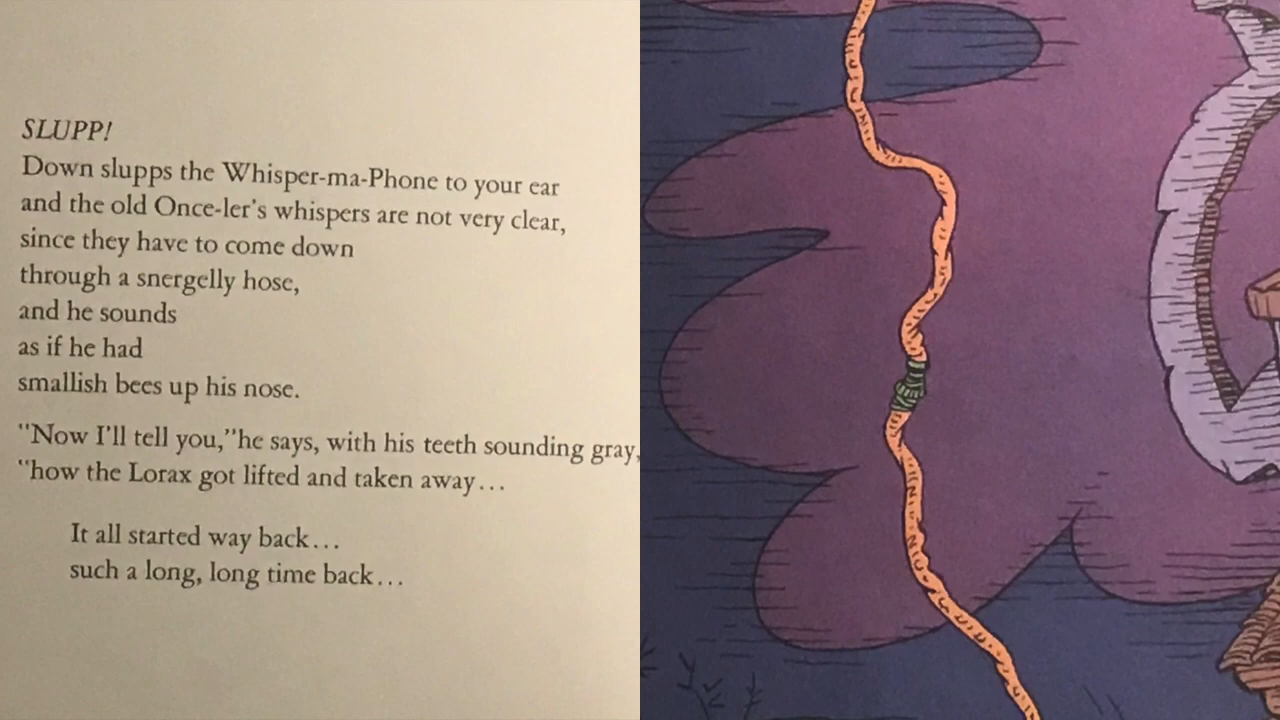 SLUPP!
Down slupps the Whisper-ma-Phone to your ear
and the old Once-ler's whispers are not very clear,
since they have to come down
through a snergelly hose,
and he sounds
as if he had
smallish bees up his nose.
"Now I'll tell you,"he says, with his teeth sounding gray,
"how the Lorax got lifted and taken away...
It all started way back...
such a long, long time back...